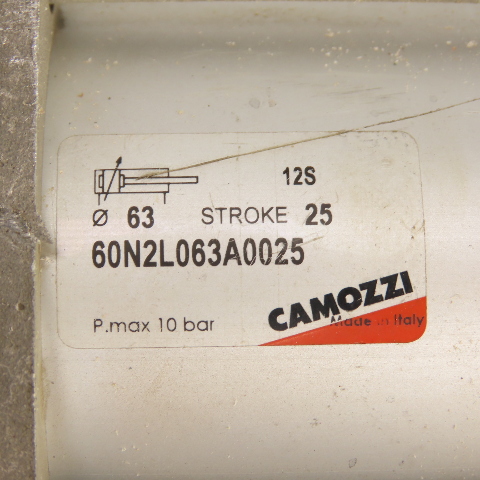 12S
Ø 63 STROKE 25
60N2L063A0025
P.max 10 bar
CAMOZZI
Made in Italy